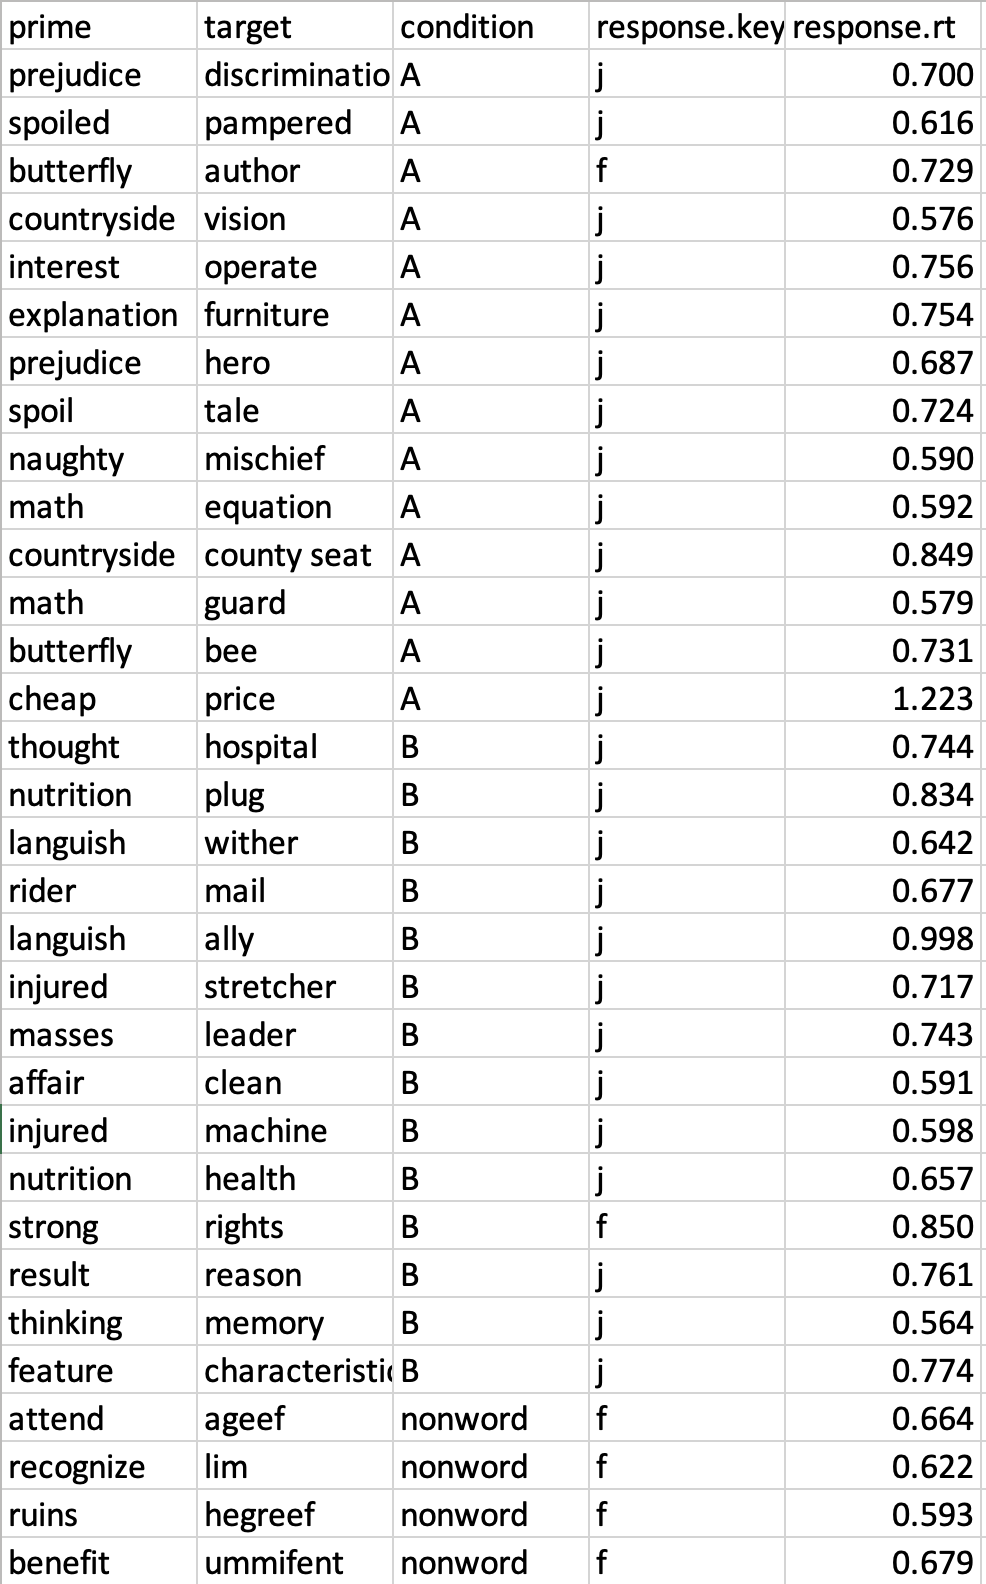 prime target condition response.key response.rt
prejudice discriminatio A j 0.700
spoiled pampered A j 0.616
butterfly author A f 0.729
countryside vision A j 0.576
interest operate A j 0.756
explanation furniture A j 0.754
prejudice hero A j 0.687
spoil tale A j 0.724
naughty mischief A j 0.590
math equation A j 0.592
countryside county seat A j 0.849
math guard A j 0.579
butterfly bee A j 0.731
cheap price A j 1.223
thought hospital B j 0.744
nutrition plug B j 0.834
languish wither B j 0.642
rider mail B j 0.677
languish ally B j 0.998
injured stretcher B j 0.717
masses leader B j 0.743
affair clean B j 0.591
injured machine B j 0.598
nutrition health B j 0.657
strong rights B f 0.850
result reason B j 0.761
thinking memory B j 0.564
feature characteristic B j 0.774
attend ageef nonword f 0.664
recognize lim nonword f 0.622
ruins hegreef nonword f 0.593
benefit ummifent nonword f 0.679